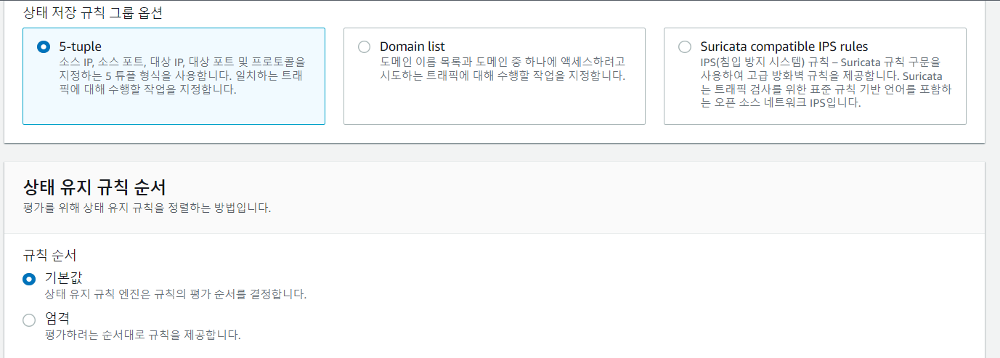 상태 저장 규칙 그룹 옵션
5-tuple
소스 IP, 소스 포트, 대상 IP, 대상 포트 및 프로토콜을
지정하는 5 튜플 형식을 사용합니다. 일치하는 트래
픽에 대해 수행할 작업을 지정합니다.
Domain list
도메인 이름 목록과 도메인 중 하나에 액세스하려고
시도하는 트래픽에 대해 수행할 작업을 지정합니다.
Suricata compatible IPS rules
IPS(침입 방지 시스템) 규칙 – Suricata 규칙 구문을
사용하여 고급 방화벽 규칙을 제공합니다. Suricata
는 트래픽 검사를 위한 표준 규칙 기반 언어를 포함하
는 오픈 소스 네트워크 IPS입니다.
상태 유지 규칙 순서
평가를 위해 상태 유지 규칙을 정렬하는 방법입니다.
규칙 순서
기본값
상태 유지 규칙 엔진은 규칙의 평가 순서를 결정합니다.
엄격
평가하려는 순서대로 규칙을 제공합니다.